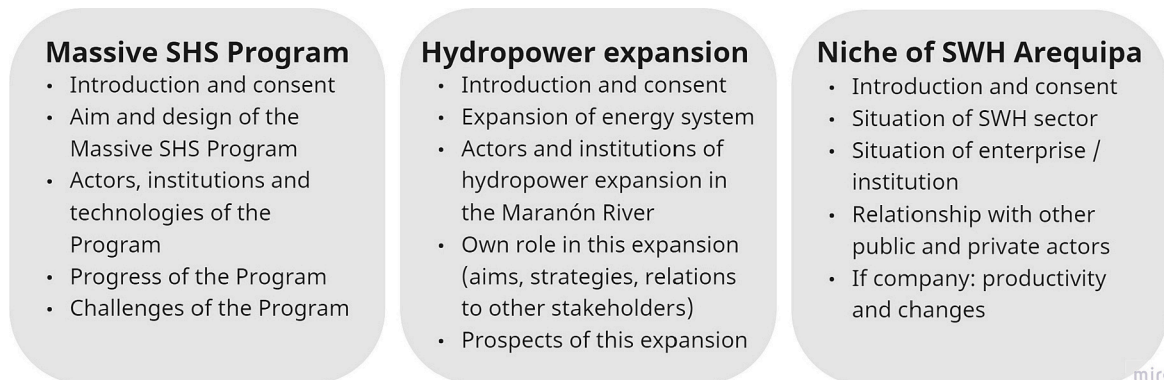 Massive SHS Program
• Introduction and consent
• Aim and design of the
Massive SHS Program
• Actors, institutions and
technologies of the
Program
• Progress of the Program
• Challenges of the Program
Hydropower expansion
• Introduction and consent
• Expansion of energy system
• Actors and institutions of
hydropower expansion in
the Maranón River
• Own role in this expansion
(aims, strategies, relations
to other stakeholders)
• Prospects of this expansion
Niche of SWH Arequipa
• Introduction and consent
• Situation of SWH sector
• Situation of enterprise /
institution
• Relationship with other
public and private actors
• If company: productivity
and changes